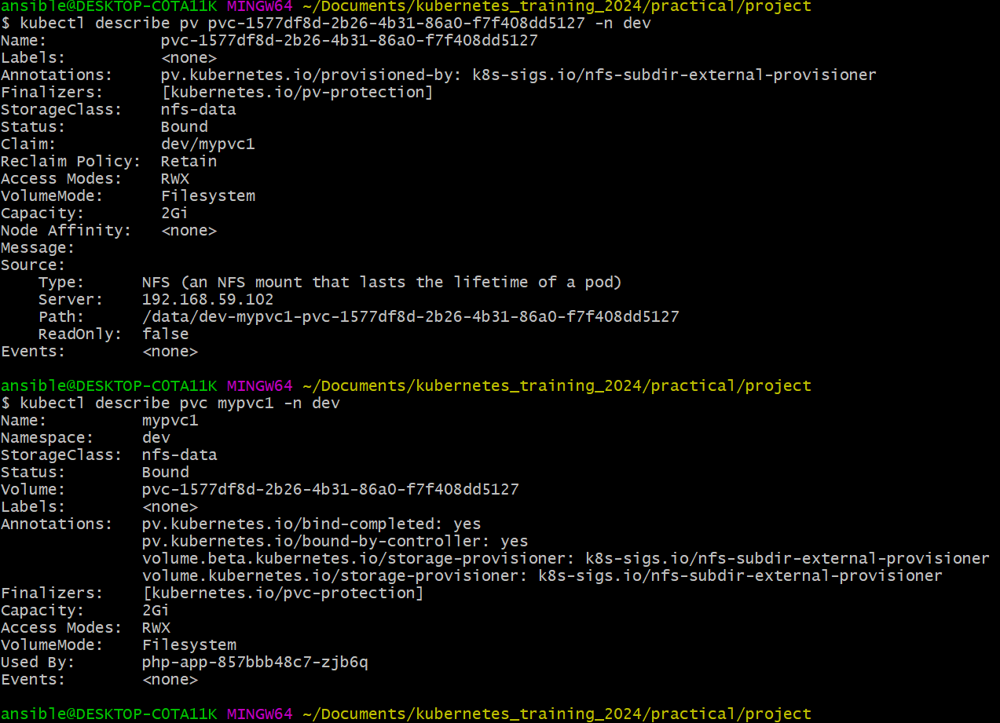 ansible@DESKTOP-COTA11K MINGW64 ~/Documents/kubernetes_training_2024/practical/project
$ kubectl describe pv pvc-1577df8d-2b26-4b31-86a0-f7f408dd5127 -n dev
Name:            pvc-1577df8d-2b26-4b31-86a0-f7f408dd5127
Labels:          <none>
Annotations:     pv.kubernetes.io/provisioned-by: k8s-sigs.io/nfs-subdir-external-provisioner
Finalizers:      [kubernetes.io/pv-protection]
StorageClass:    nfs-data
Status:          Bound
Claim:           dev/mypvc1
Reclaim Policy:  Retain
Access Modes:    RWX
VolumeMode:      Filesystem
Capacity:        2Gi
Node Affinity:   <none>
Message:
Source:
    Type:      NFS (an NFS mount that lasts the lifetime of a pod)
    Server:    192.168.59.102
    Path:      /data/dev-mypvc1-pvc-1577df8d-2b26-4b31-86a0-f7f408dd5127
    ReadOnly:  false
Events:        <none>
ansible@DESKTOP-COTA11K MINGW64 ~/Documents/kubernetes_training_2024/practical/project
$ kubectl describe pvc mypvc1 -n dev
Name:          mypvc1
Namespace:     dev
StorageClass:  nfs-data
Status:        Bound
Volume:        pvc-1577df8d-2b26-4b31-86a0-f7f408dd5127
Labels:        <none>
Annotations:   pv.kubernetes.io/bind-completed: yes
               pv.kubernetes.io/bound-by-controller: yes
               volume.beta.kubernetes.io/storage-provisioner: k8s-sigs.io/nfs-subdir-external-provisioner
               volume.kubernetes.io/storage-provisioner: k8s-sigs.io/nfs-subdir-external-provisioner
Finalizers:    [kubernetes.io/pvc-protection]
Capacity:      2Gi
Access Modes:  RWX
VolumeMode:    Filesystem
Used By:       php-app-857bbb48c7-zjb6q
Events:        <none>
ansible@DESKTOP-COTA11K MINGW64 ~/Documents/kubernetes_training_2024/practical/project